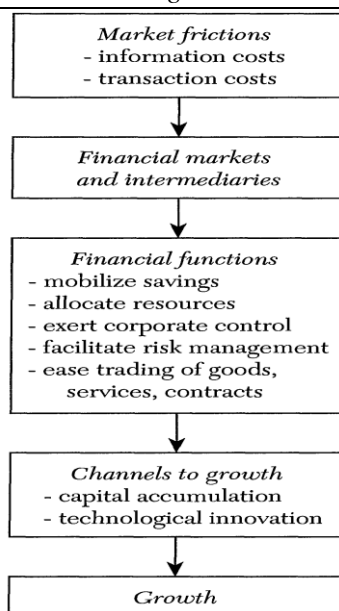 Market frictions
- information costs
- transaction costs
Financial markets
and intermediaries
Financial functions
- mobilize savings
- allocate resources
- exert corporate control
- facilitate risk management
- ease trading of goods,
services, contracts
Channels to growth
- capital accumulation
- technological innovation
Growth